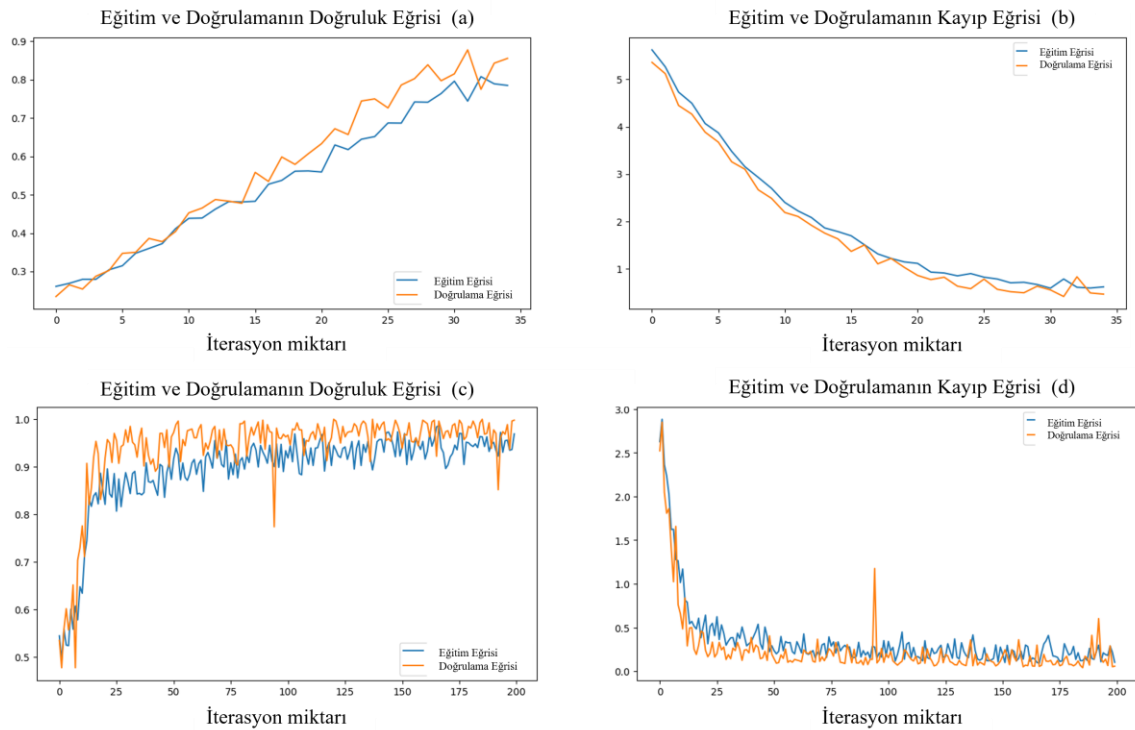 Eğitim ve Doğrulamanın Doğruluk Eğrisi (a)
0.9
0.8
0.7
0.6
0.5
0.4
0.3
Eğitim Eğrisi
Doğrulama Eğrisi
0 5 10 15 20 25 30 35
İterasyon miktarı
Eğitim ve Doğrulamanın Kayıp Eğrisi (b)
5
4
3
2
1
Eğitim Eğrisi
Doğrulama Eğrisi
0 5 10 15 20 25 30 35
İterasyon miktarı
Eğitim ve Doğrulamanın Doğruluk Eğrisi (c)
1.0
0.9
0.8
0.7
0.6
0.5
Eğitim Eğrisi
Doğrulama Eğrisi
0 25 50 75 100 125 150 175 200
İterasyon miktarı
Eğitim ve Doğrulamanın Kayıp Eğrisi (d)
3.0
2.5
2.0
1.5
1.0
0.5
0.0
Eğitim Eğrisi
Doğrulama Eğrisi
0 25 50 75 100 125 150 175 200
İterasyon miktarı